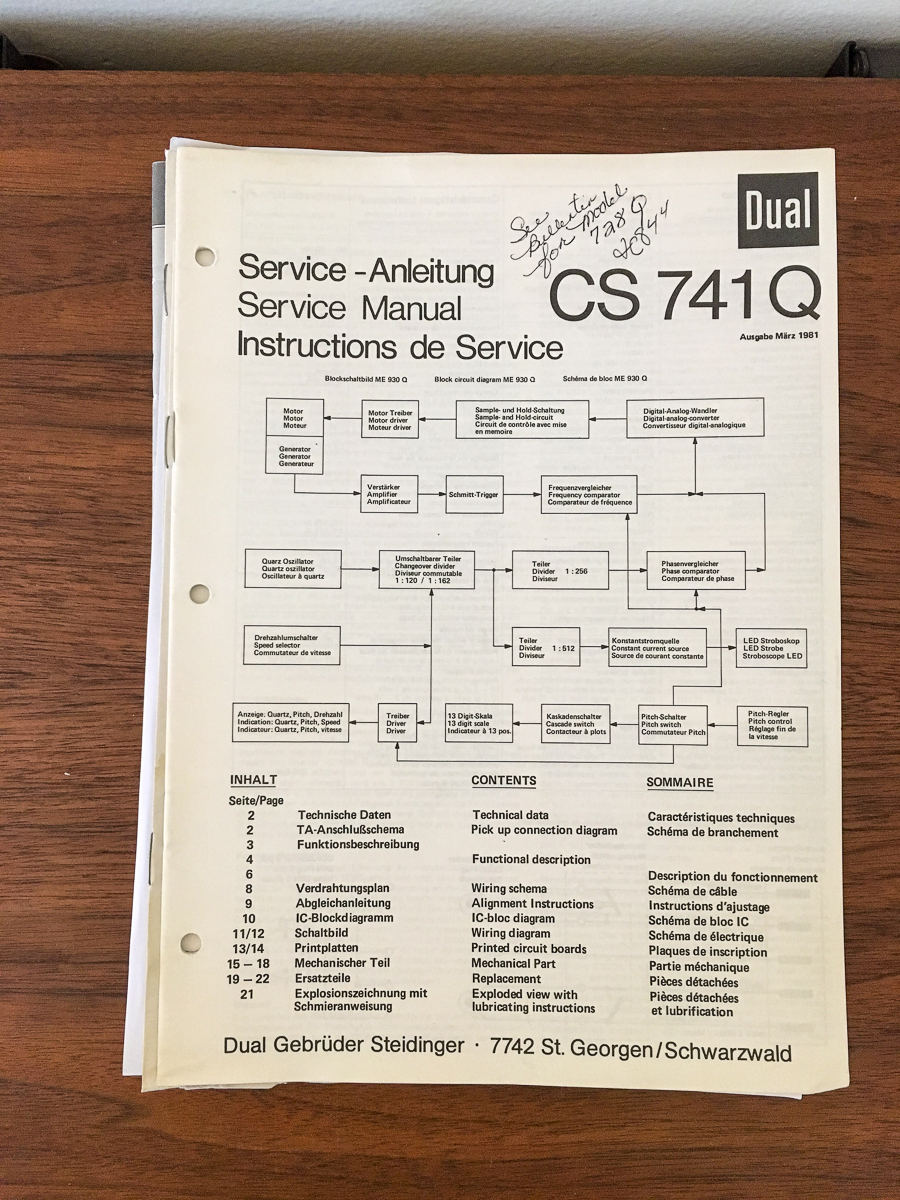 See
Bulletin
for Model
728 Q
Dual
Service - Anleitung
Service Manual
Instructions de Service
CS 741 Q
Ausgabe März 1981
Blockschaltbild ME 930 Q Block circuit diagram ME 930 Q Schéma de bloc ME 930 Q
Motor
Motor
Moteur
Motor Treiber
Motor driver
Moteur driver
Sample- und Hold-Schaltung
Sample- and Hold-circuit
Circuit de contrôle avec mise
en memoire
Digital-Analog-Wandler
Digital-analog-converter
Convertisseur digital-analogique
Generator
Generator
Generateur
Verstärker
Amplifier
Amplificateur
Schmitt-Trigger
Frequenzvergleicher
Frequency comparator
Comparateur de fréquence
Quarz Oszillator
Quartz oszillator
Oscillateur à quartz
Umschaltbarer Teiler
Changeover divider
Diviseur commutable
1 : 120 / 1 : 162
Teiler
Divider 1 : 256
Diviseur
Phasenvergleicher
Phase comparator
Comparateur de phase
Drehzahlumschalter
Speed selector
Commutateur de vitesse
Teiler
Divider 1 : 512
Diviseur
Konstantstromquelle
Constant current source
Source de courant constante
LED Stroboskop
LED Strobe
Stroboscope LED
Anzeige: Quartz, Pitch, Drehzahl
Indication: Quartz, Pitch, Speed
Indicateur: Quartz, Pitch, vitesse
Treiber
Driver
Driver
13 Digit-Skala
13 digit scale
Indicateur à 13 pos.
Kaskadenschalter
Cascade switch
Contacteur à plots
Pitch-Schalter
Pitch switch
Commutateur Pitch
Pitch-Regler
Pitch control
Réglage fin de
la vitesse
INHALT CONTENTS SOMMAIRE
Seite/Page
2 Technische Daten Technical data Caractéristiques techniques
2 TA-Anschlußschema Pick up connection diagram Schéma de branchement
3 Funktionsbeschreibung
4 Functional description
6 Description du fonctionnement
8 Verdrahtungsplan Wiring schema Schéma de câble
9 Abgleichanleitung Alignment Instructions Instructions d'ajustage
10 IC-Blockdiagramm IC-bloc diagram Schéma de bloc IC
11/12 Schaltbild Wiring diagram Schéma de électrique
13/14 Printplatten Printed circuit boards Plaques de inscription
15 – 18 Mechanischer Teil Mechanical Part Partie méchanique
19 – 22 Ersatzteile Replacement Pièces détachées
21 Explosionszeichnung mit Exploded view with Pièces détachées
Schmieranweisung lubricating instructions et lubrification
Dual Gebrüder Steidinger · 7742 St. Georgen/Schwarzwald